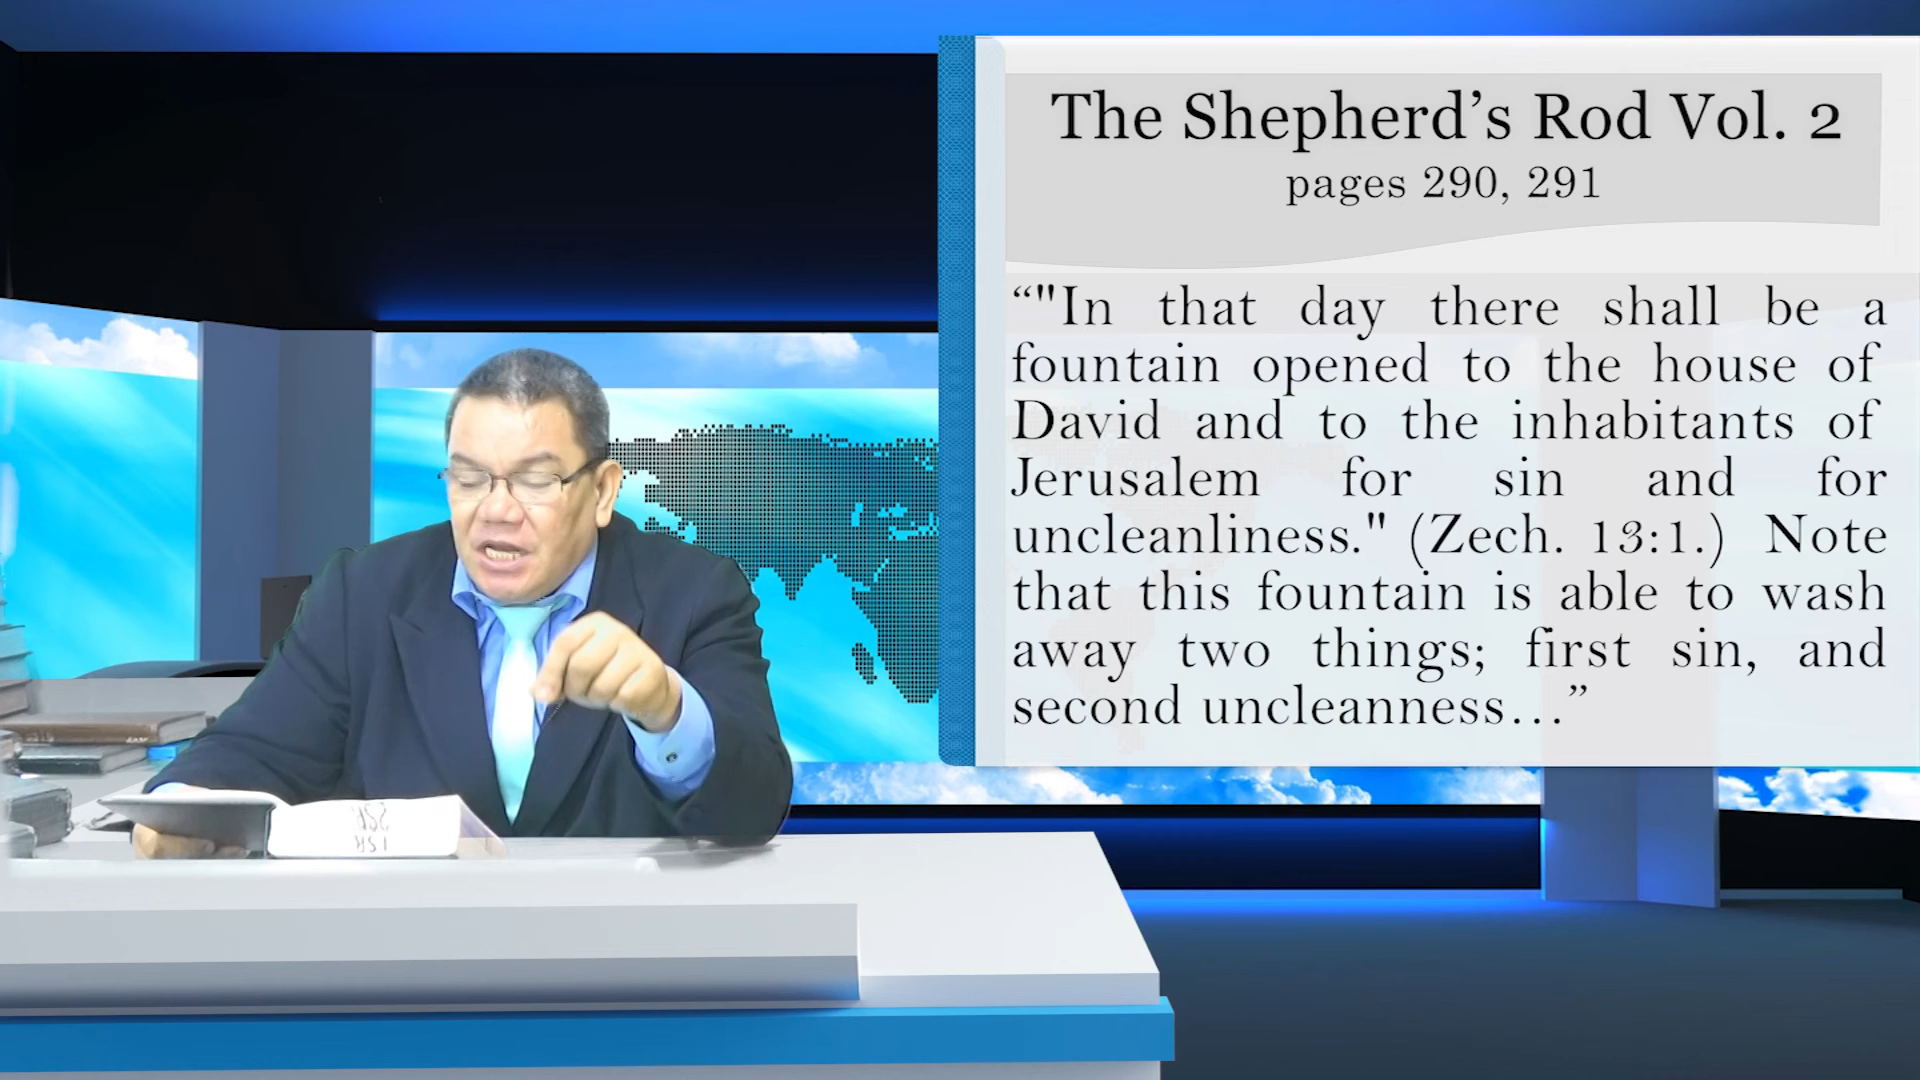 The Shepherd’s Rod Vol. 2
pages 290, 291
“"In that day there shall be a
fountain opened to the house of
David and to the inhabitants of
Jerusalem for sin and for
uncleanliness." (Zech. 13:1.) Note
that this fountain is able to wash
away two things; first sin, and
second uncleanness…”
1SR
2SR